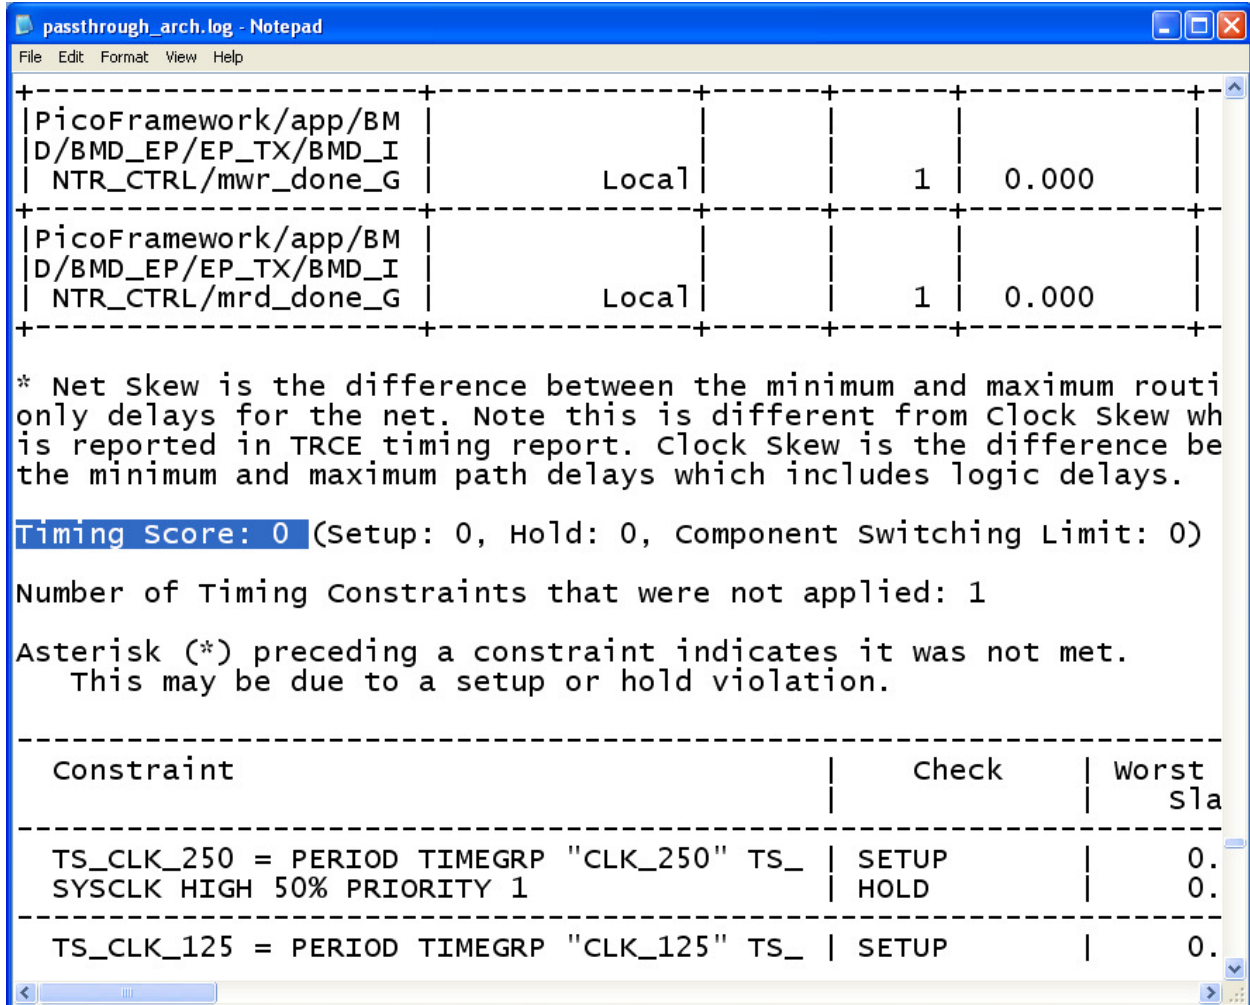 passthrough_arch.log - Notepad
File Edit Format View Help
+---------------------+--------------+------+------+------------+-
|PicoFramework/app/BM | | | | |
|D/BMD_EP/EP_TX/BMD_I | | | | |
| NTR_CTRL/mwr_done_G | Local| | 1 | 0.000 |
+---------------------+--------------+------+------+------------+-
|PicoFramework/app/BM | | | | |
|D/BMD_EP/EP_TX/BMD_I | | | | |
| NTR_CTRL/mrd_done_G | Local| | 1 | 0.000 |
+---------------------+--------------+------+------+------------+-
* Net Skew is the difference between the minimum and maximum routi
only delays for the net. Note this is different from Clock Skew wh
is reported in TRCE timing report. Clock Skew is the difference be
the minimum and maximum path delays which includes logic delays.
Timing Score: 0 (Setup: 0, Hold: 0, Component Switching Limit: 0)
Number of Timing Constraints that were not applied: 1
Asterisk (*) preceding a constraint indicates it was not met.
This may be due to a setup or hold violation.
------------------------------------------------------------------
Constraint | Check | Worst
| | Sla
------------------------------------------------------------------
TS_CLK_250 = PERIOD TIMEGRP "CLK_250" TS_ | SETUP | 0.
SYSCLK HIGH 50% PRIORITY 1 | HOLD | 0.
------------------------------------------------------------------
TS_CLK_125 = PERIOD TIMEGRP "CLK_125" TS_ | SETUP | 0.